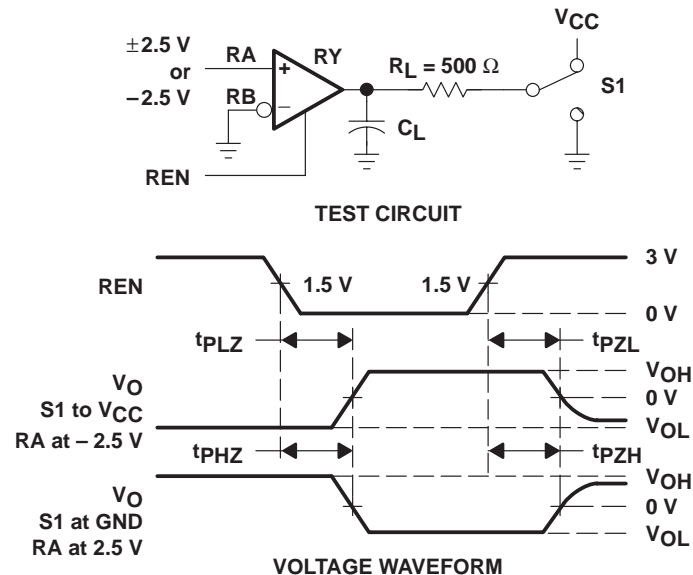 VCC
±2.5 V
or
−2.5 V
RA
RY
RL = 500 Ω
S1
+
RB
−
CL
REN
TEST CIRCUIT
3 V
REN
1.5 V
1.5 V
0 V
tPLZ
tPZL
VOH
VO
S1 to VCC
RA at − 2.5 V
0 V
VOL
tPHZ
tPZH
VOH
VO
S1 at GND
RA at 2.5 V
0 V
VOL
VOLTAGE WAVEFORM